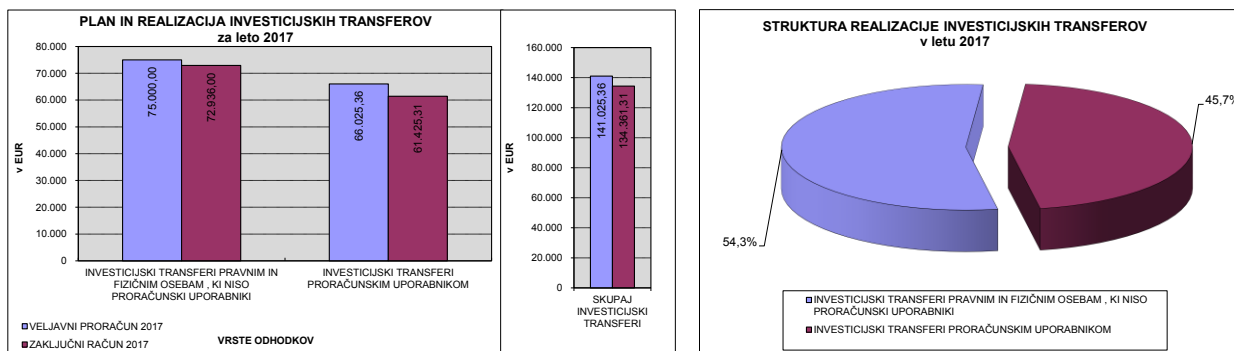 PLAN IN REALIZACIJA INVESTICIJSKIH TRANSFEROV
za leto 2017
80.000
70.000
60.000
50.000
40.000
30.000
20.000
10.000
0
v EUR
75.000,00
72.936,00
66.025,36
61.425,31
INVESTICIJSKI TRANSFERI PRAVNIM IN
FIZIČNIM OSEBAM , KI NISO
PRORAČUNSKI UPORABNIKI
INVESTICIJSKI TRANSFERI
PRORAČUNSKIM UPORABNIKOM
VELJAVNI PRORAČUN 2017
ZAKLJUČNI RAČUN 2017
VRSTE ODHODKOV
160.000
140.000
120.000
100.000
80.000
60.000
40.000
20.000
0
v EUR
141.025,36
134.361,31
SKUPAJ
INVESTICIJSKI
TRANSFERI
STRUKTURA REALIZACIJE INVESTICIJSKIH TRANSFEROV
v letu 2017
45,7%
54,3%
INVESTICIJSKI TRANSFERI PRAVNIM IN FIZIČNIM OSEBAM , KI NISO
PRORAČUNSKI UPORABNIKI
INVESTICIJSKI TRANSFERI PRORAČUNSKIM UPORABNIKOM